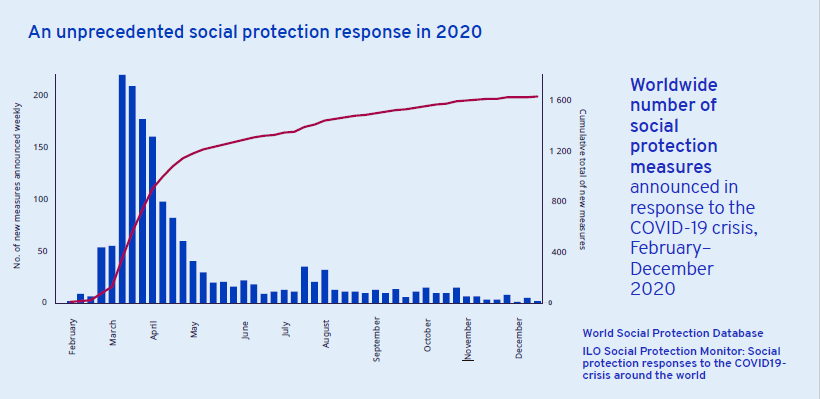 An unprecedented social protection response in 2020
No. of new measures announced weekly
200
150
100
50
0
1 600
1 200
800
400
0
Cumulative total of new measures
February
March
April
May
June
July
August
September
October
November
December
Worldwide
number of
social
protection
measures
announced in
response to the
COVID-19 crisis,
February–
December
2020
World Social Protection Database
ILO Social Protection Monitor: Social
protection responses to the COVID19-
crisis around the world